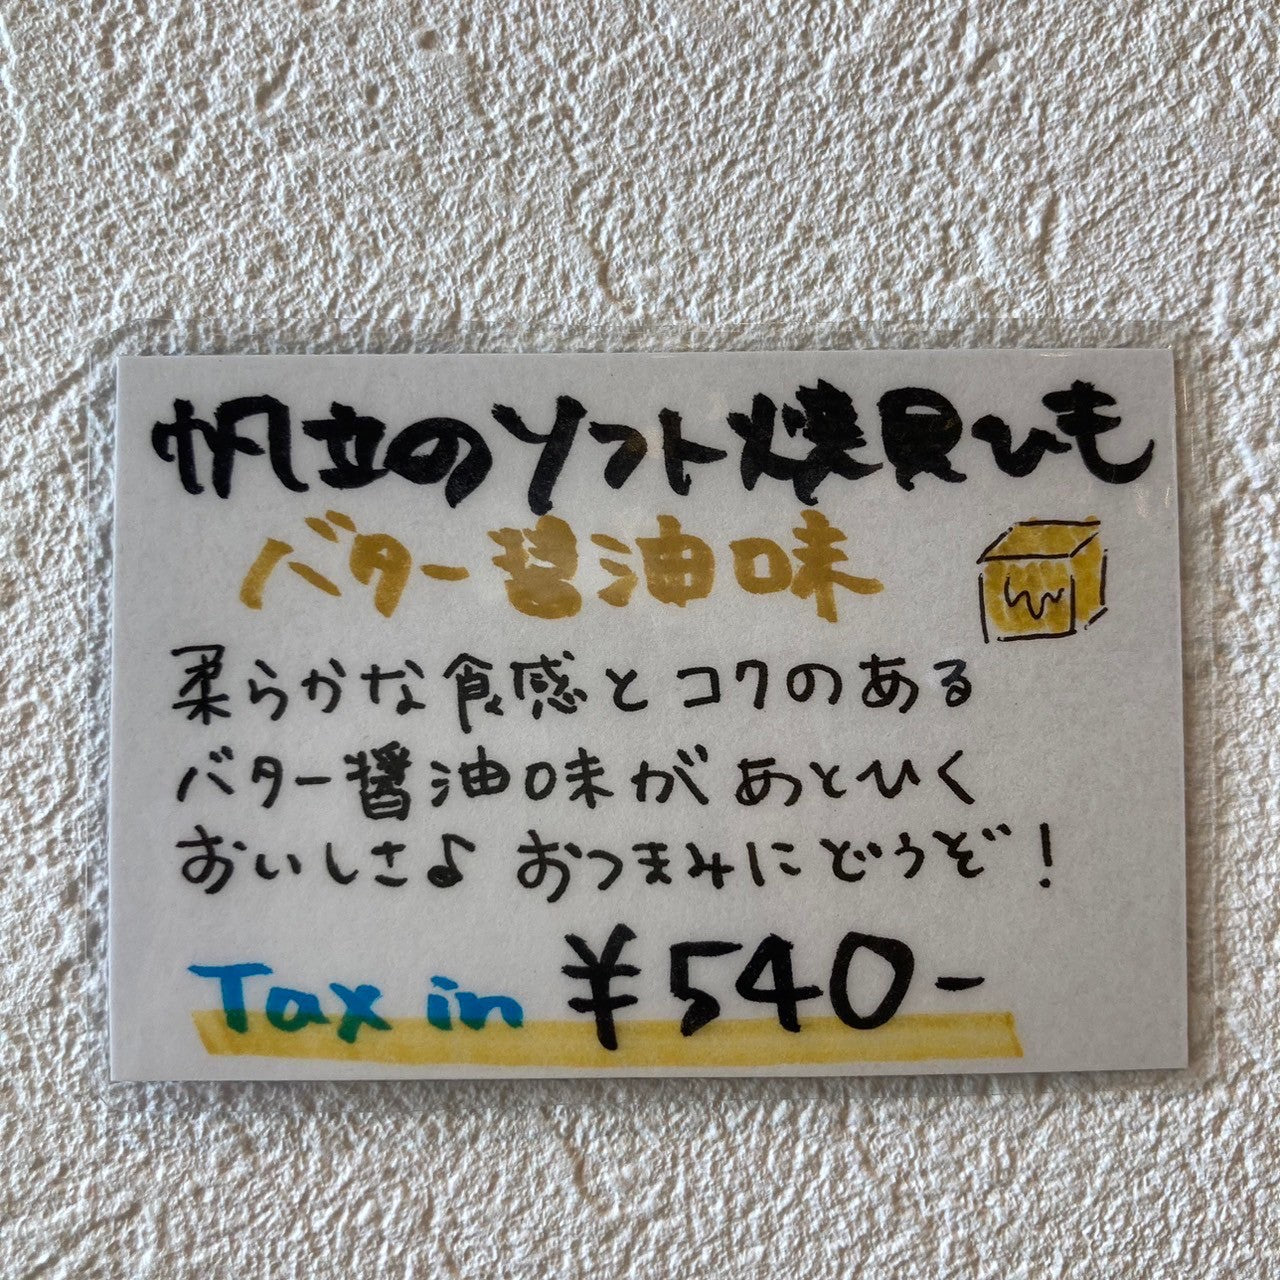 帆立のソフト焼貝ひも
バター醤油味
柔らかな食感とコクのある
バター醤油味があとひく
おいしさ♪ おつまみにどうぞ!
Tax in ¥540-